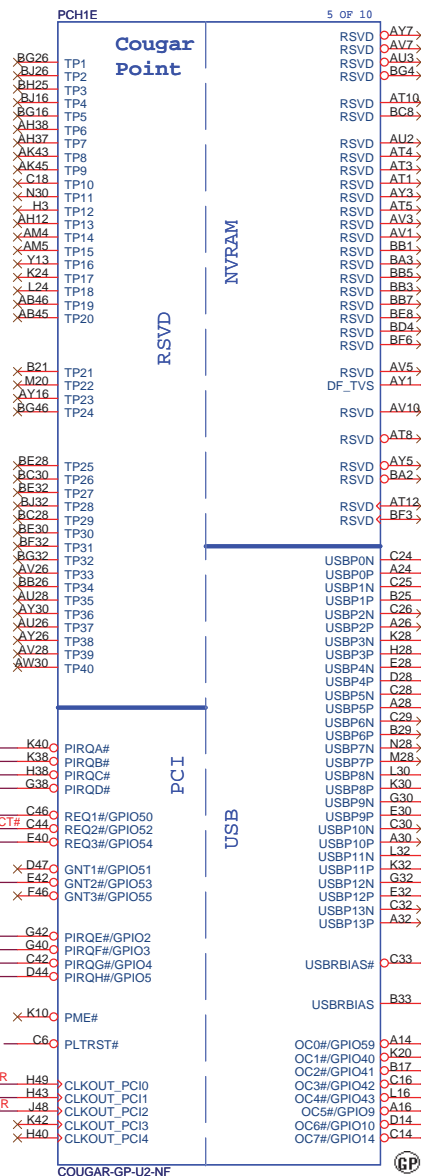 PCH1E 5 OF 10
Cougar
Point
NVRAM
RSVD
PCI
USB
BG26 TP1
BJ26 TP2
BH25 TP3
BJ16 TP4
BG16 TP5
AH38 TP6
AH37 TP7
AK43 TP8
AK45 TP9
C18 TP10
N30 TP11
H3 TP12
AH12 TP13
AM4 TP14
AM5 TP15
Y13 TP16
K24 TP17
L24 TP18
AB46 TP19
AB45 TP20
B21 TP21
M20 TP22
AY16 TP23
BG46 TP24
BE28 TP25
BC30 TP26
BE32 TP27
BJ32 TP28
BC28 TP29
BE30 TP30
BF32 TP31
BG32 TP32
AV26 TP33
BB26 TP34
AU28 TP35
AY30 TP36
AU26 TP37
AY26 TP38
AV28 TP39
AW30 TP40
K40 PIRQA#
K38 PIRQB#
H38 PIRQC#
G38 PIRQD#
C46 REQ1#/GPIO50
CT# C44 REQ2#/GPIO52
E40 REQ3#/GPIO54
D47 GNT1#/GPIO51
E42 GNT2#/GPIO53
F46 GNT3#/GPIO55
G42 PIRQE#/GPIO2
G40 PIRQF#/GPIO3
C42 PIRQG#/GPIO4
D44 PIRQH#/GPIO5
K10 PME#
C6 PLTRST#
R H49 CLKOUT_PCI0
H43 CLKOUT_PCI1
R J48 CLKOUT_PCI2
K42 CLKOUT_PCI3
H40 CLKOUT_PCI4
RSVD AY7
RSVD AV7
RSVD AU3
RSVD BG4
RSVD AT10
RSVD BC8
RSVD AU2
RSVD AT4
RSVD AT3
RSVD AT1
RSVD AY3
RSVD AT5
RSVD AV3
RSVD AV1
RSVD BB1
RSVD BA3
RSVD BB5
RSVD BB3
RSVD BB7
RSVD BE8
RSVD BD4
RSVD BF6
RSVD AV5
DF_TVS AY1
RSVD AV10
RSVD AT8
RSVD AY5
RSVD BA2
RSVD AT12
RSVD BF3
USBP0N C24
USBP0P A24
USBP1N C25
USBP1P B25
USBP2N C26
USBP2P A26
USBP3N K28
USBP3P H28
USBP4N E28
USBP4P D28
USBP5N C28
USBP5P A28
USBP6N C29
USBP6P B29
USBP7N N28
USBP7P M28
USBP8N L30
USBP8P K30
USBP9N G30
USBP9P E30
USBP10N C30
USBP10P A30
USBP11N L32
USBP11P K32
USBP12N G32
USBP12P E32
USBP13N C32
USBP13P A32
USBRBIAS# C33
USBRBIAS B33
OC0#/GPIO59 A14
OC1#/GPIO40 K20
OC2#/GPIO41 B17
OC3#/GPIO42 C16
OC4#/GPIO43 L16
OC5#/GPIO9 A16
OC6#/GPIO10 D14
OC7#/GPIO14 C14
COUGAR-GP-U2-NF
GP